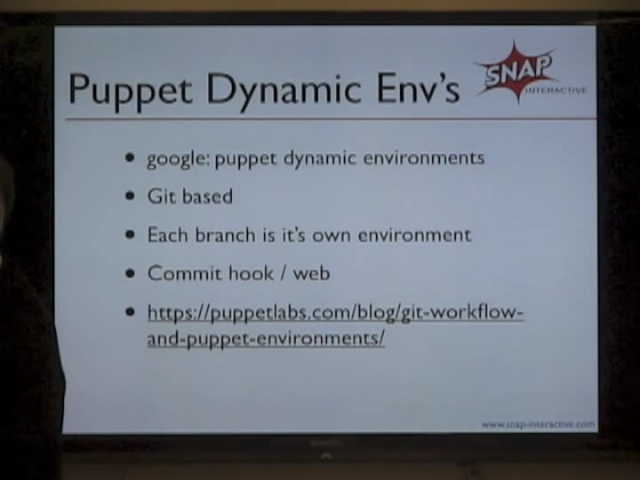 SNAP
INTERACTIVE
Puppet Dynamic Env's
• google: puppet dynamic environments
• Git based
• Each branch is it's own environment
• Commit hook / web
• https://puppetlabs.com/blog/git-workflow-
and-puppet-environments/
www.snap-interactive.com